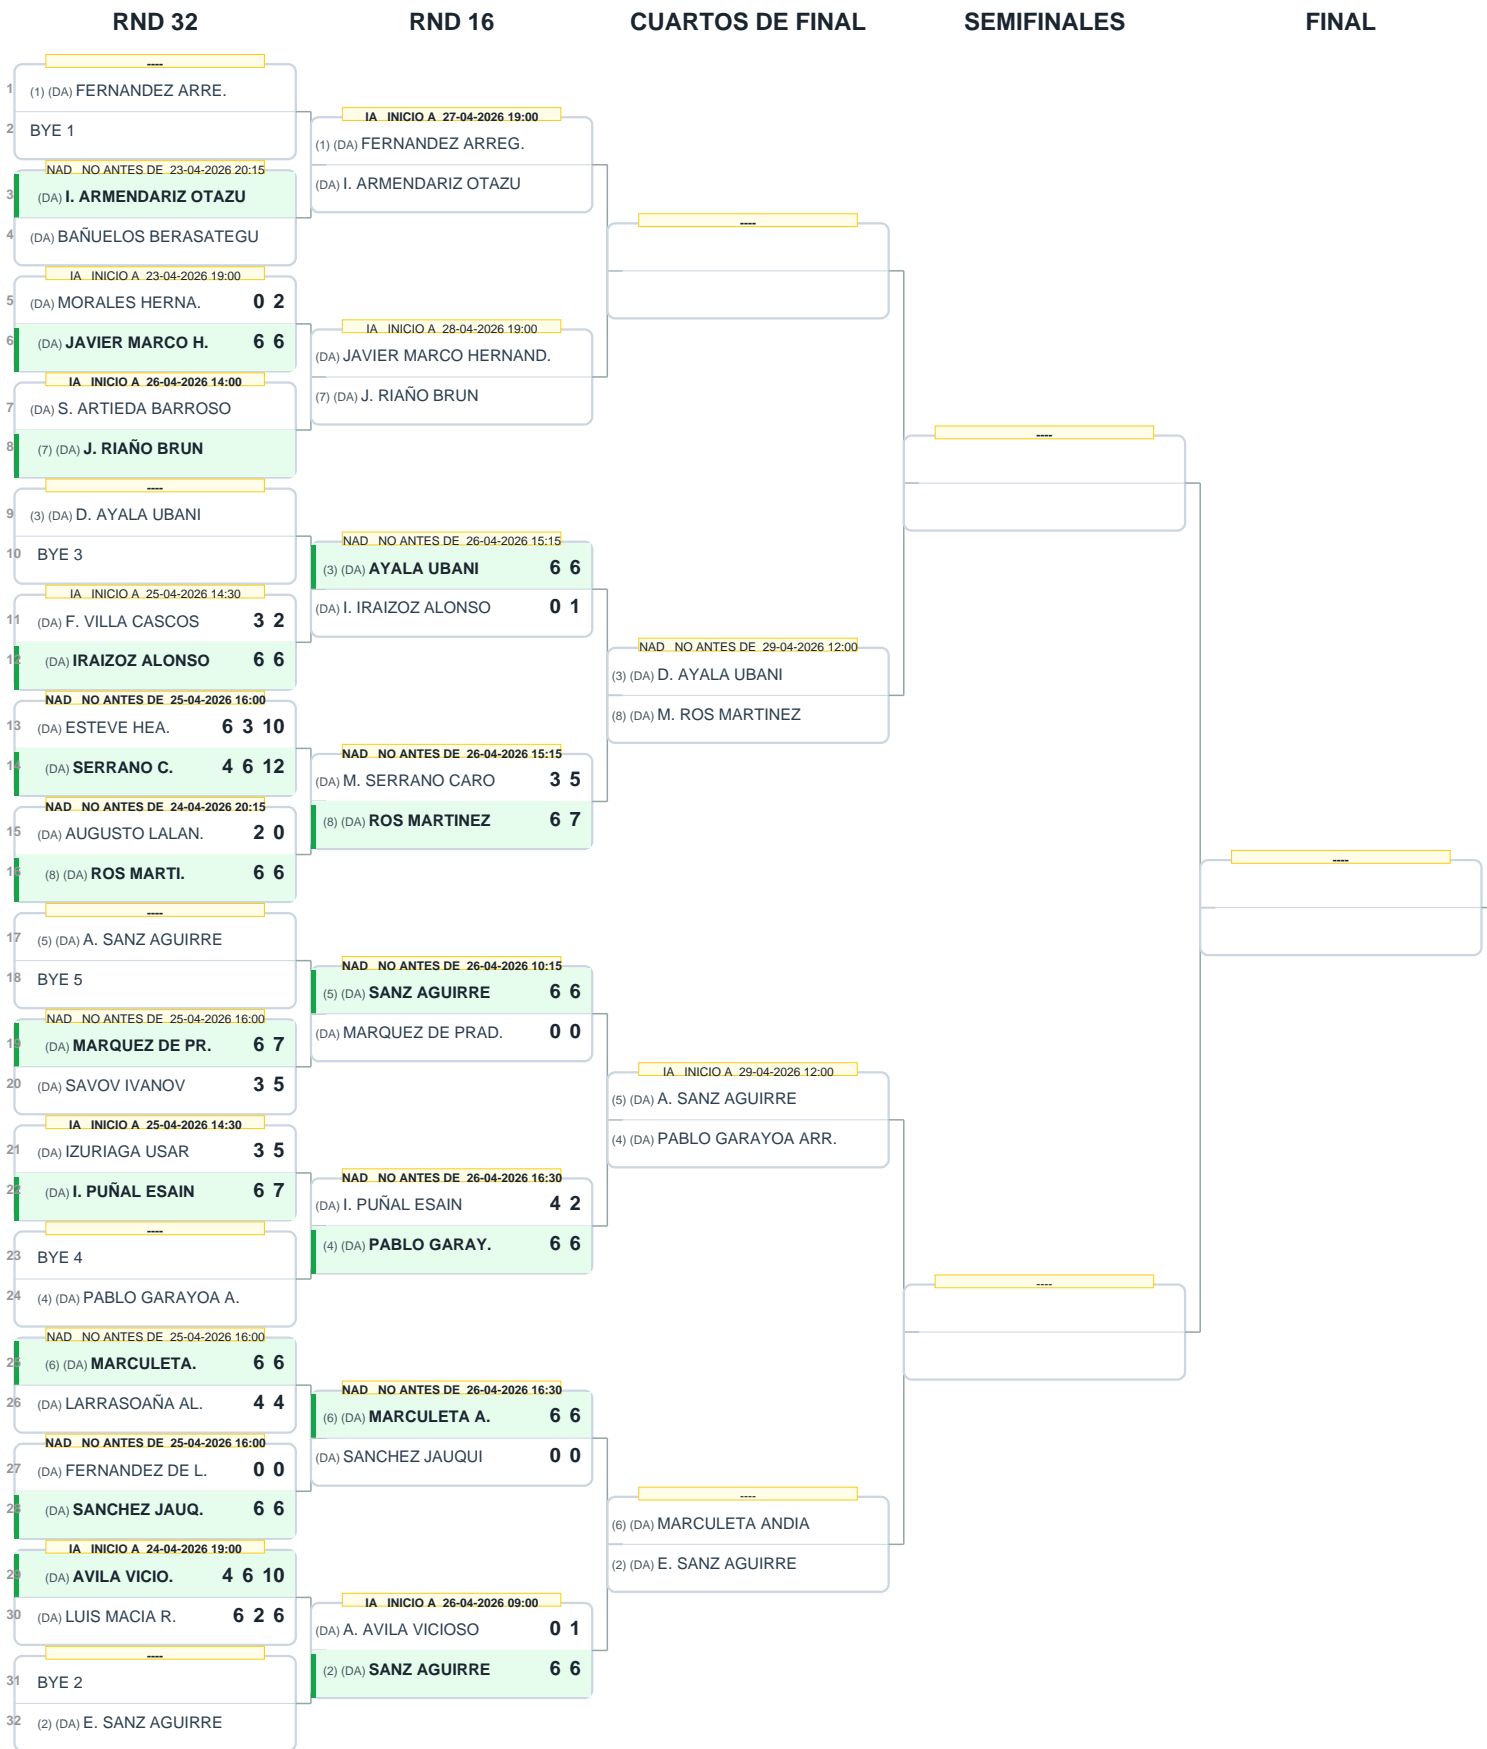 RND 32
RND 16
CUARTOS DE FINAL
SEMIFINALES
FINAL
----
1 (1) (DA) FERNANDEZ ARRE.
2 BYE 1
NAD NO ANTES DE 23-04-2026 20:15
3 (DA) I. ARMENDARIZ OTAZU
4 (DA) BAÑUELOS BERASATEGU
IA INICIO A 23-04-2026 19:00
5 (DA) MORALES HERNA. 0 2
6 (DA) JAVIER MARCO H. 6 6
IA INICIO A 26-04-2026 14:00
7 (DA) S. ARTIEDA BARROSO
8 (7) (DA) J. RIAÑO BRUN
----
9 (3) (DA) D. AYALA UBANI
10 BYE 3
IA INICIO A 25-04-2026 14:30
11 (DA) F. VILLA CASCOS 3 2
12 (DA) IRAIZOZ ALONSO 6 6
NAD NO ANTES DE 25-04-2026 16:00
13 (DA) ESTEVE HEA. 6 3 10
14 (DA) SERRANO C. 4 6 12
NAD NO ANTES DE 24-04-2026 20:15
15 (DA) AUGUSTO LALAN. 2 0
16 (8) (DA) ROS MARTI. 6 6
----
17 (5) (DA) A. SANZ AGUIRRE
18 BYE 5
NAD NO ANTES DE 25-04-2026 16:00
19 (DA) MARQUEZ DE PR. 6 7
20 (DA) SAVOV IVANOV 3 5
IA INICIO A 25-04-2026 14:30
21 (DA) IZURIAGA USAR 3 5
22 (DA) I. PUÑAL ESAIN 6 7
----
23 BYE 4
24 (4) (DA) PABLO GARAYOA A.
NAD NO ANTES DE 25-04-2026 16:00
25 (6) (DA) MARCULETA. 6 6
26 (DA) LARRASOAÑA AL. 4 4
NAD NO ANTES DE 25-04-2026 16:00
27 (DA) FERNANDEZ DE L. 0 0
28 (DA) SANCHEZ JAUQ. 6 6
IA INICIO A 24-04-2026 19:00
29 (DA) AVILA VICIO. 4 6 10
30 (DA) LUIS MACIA R. 6 2 6
----
31 BYE 2
32 (2) (DA) E. SANZ AGUIRRE
IA INICIO A 27-04-2026 19:00
(1) (DA) FERNANDEZ ARREG.
(DA) I. ARMENDARIZ OTAZU
IA INICIO A 28-04-2026 19:00
(DA) JAVIER MARCO HERNAND.
(7) (DA) J. RIAÑO BRUN
NAD NO ANTES DE 26-04-2026 15:15
(3) (DA) AYALA UBANI 6 6
(DA) I. IRAIZOZ ALONSO 0 1
NAD NO ANTES DE 26-04-2026 15:15
(DA) M. SERRANO CARO 3 5
(8) (DA) ROS MARTINEZ 6 7
NAD NO ANTES DE 26-04-2026 10:15
(5) (DA) SANZ AGUIRRE 6 6
(DA) MARQUEZ DE PRAD. 0 0
NAD NO ANTES DE 26-04-2026 16:30
(DA) I. PUÑAL ESAIN 4 2
(4) (DA) PABLO GARAY. 6 6
NAD NO ANTES DE 26-04-2026 16:30
(6) (DA) MARCULETA A. 6 6
(DA) SANCHEZ JAUQUI 0 0
IA INICIO A 26-04-2026 09:00
(DA) A. AVILA VICIOSO 0 1
(2) (DA) SANZ AGUIRRE 6 6
----
NAD NO ANTES DE 29-04-2026 12:00
(3) (DA) D. AYALA UBANI
(8) (DA) M. ROS MARTINEZ
IA INICIO A 29-04-2026 12:00
(5) (DA) A. SANZ AGUIRRE
(4) (DA) PABLO GARAYOA ARR.
----
(6) (DA) MARCULETA ANDIA
(2) (DA) E. SANZ AGUIRRE
----
----
----